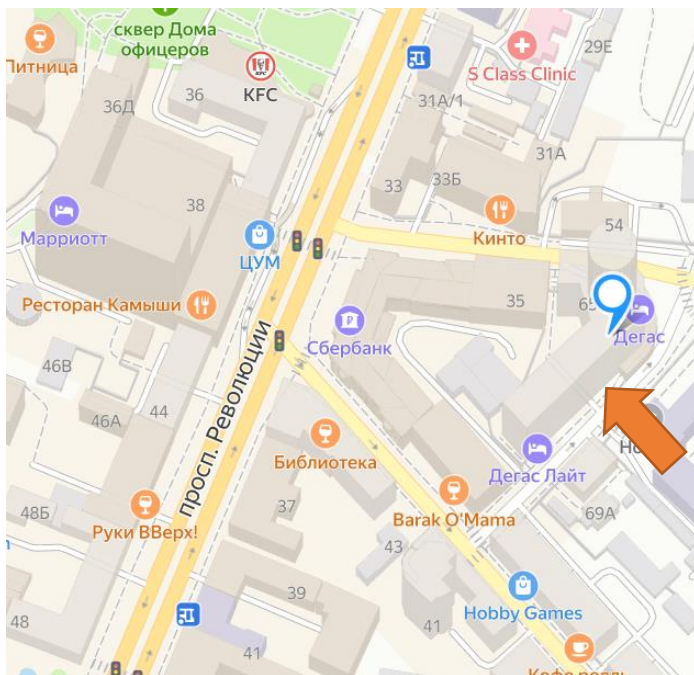 сквер Дома
офицеров
Питница
KFC
KFC
S Class Clinic
29Е
36Д
36
31А/1
31А
38
33
33Б
Марриотт
ЦУМ
Кинто
54
Ресторан Камыши
Сбербанк
35
65
Дегас
46В
46А
44
просп. Революции
Библиотека
Дегас Лайт
Но
48Б
Руки ВВерх!
37
Barak O'Mama
69А
43
39
Hobby Games
48
41
41